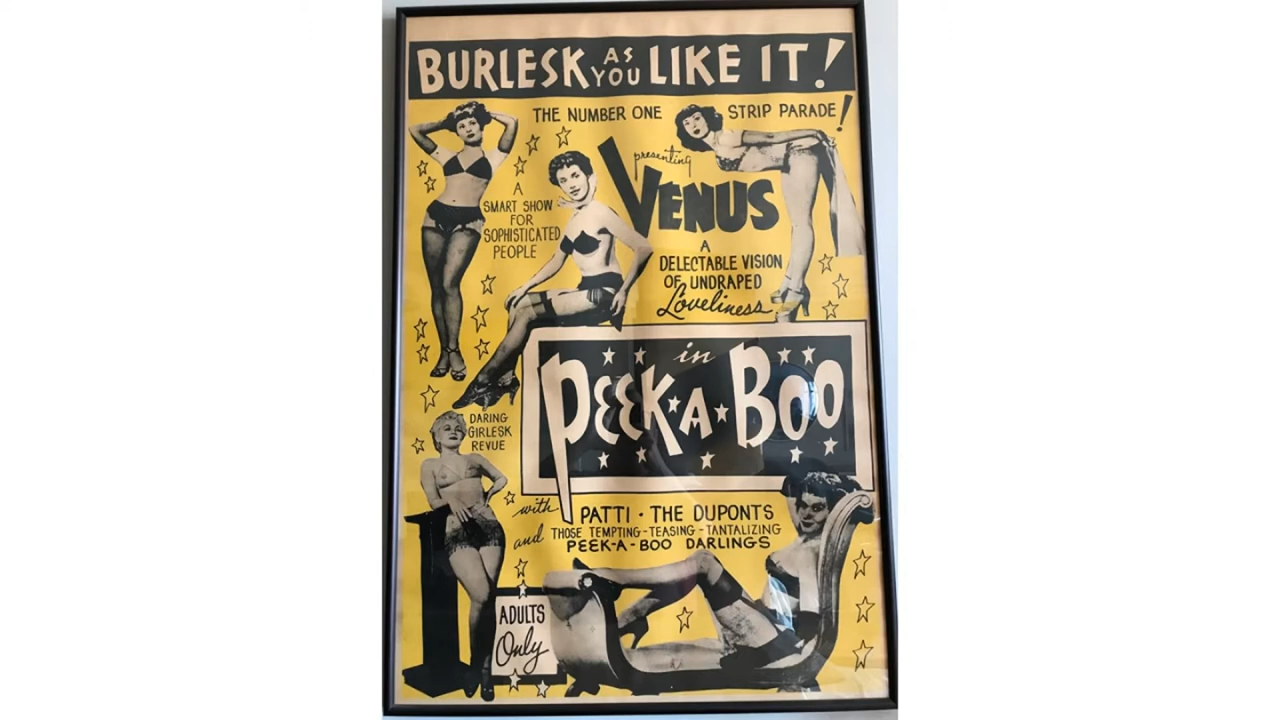 BURLESK AS YOU LIKE IT!
THE NUMBER ONE STRIP PARADE!
presenting
VENUS
A
SMART SHOW
FOR
SOPHISTICATED
PEOPLE
A
DELECTABLE VISION
OF UNDRAPED
Loveliness
in
PEEK-A-BOO
DARING
GIRLESK
REVUE
with PATTI · THE DUPONTS
and THOSE TEMPTING - TEASING - TANTALIZING
PEEK-A-BOO DARLINGS
ADULTS
Only